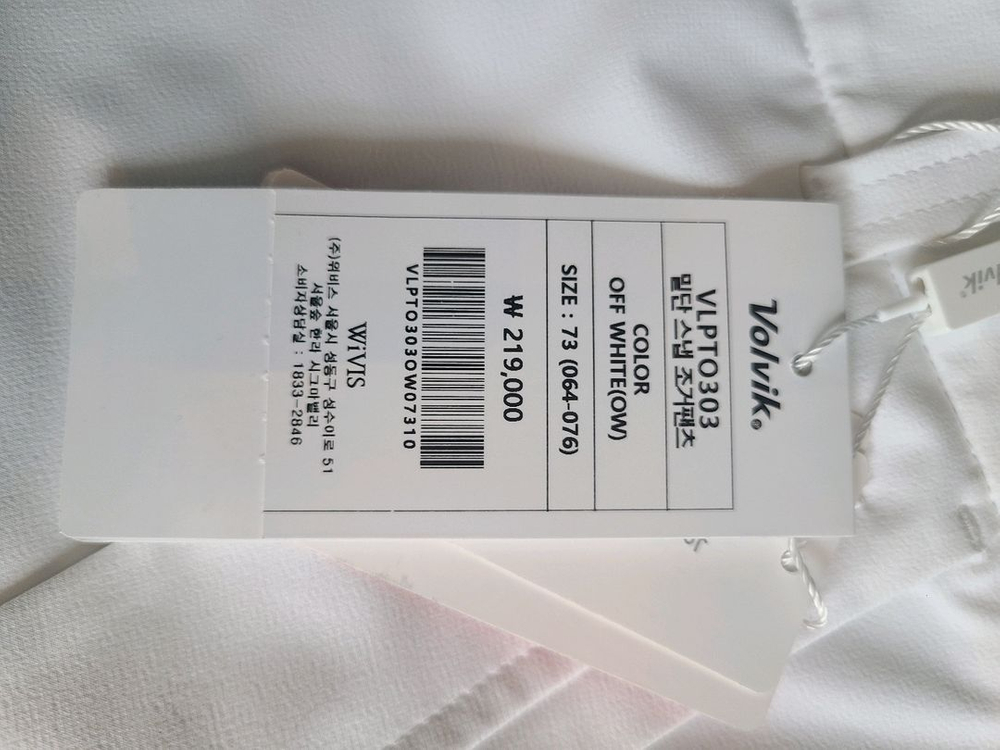 Volvik®
VLPTO303
밑단 스냅 조거팬츠
COLOR
OFF WHITE(OW)
SIZE : 73 (064-076)
₩ 219,000
VLPTO303OW07310
WiVIS
(주)위비스 서울시 성동구 성수이로 51
서울숲 한라 시그마밸리
소비자상담실 : 1833-2846
lvik